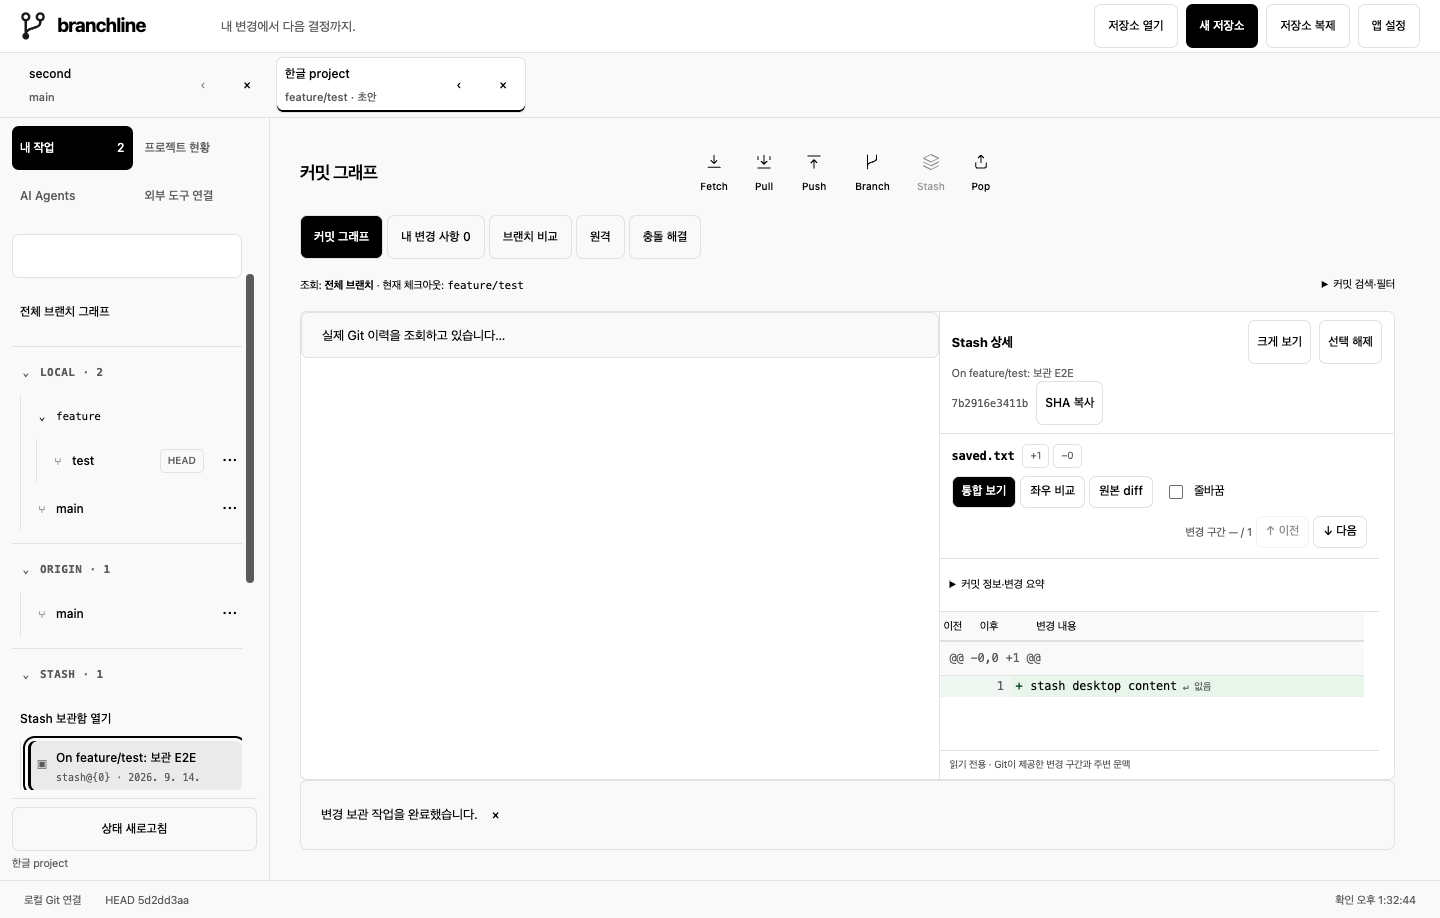 branchline
내 변경에서 다음 결정까지.
저장소 열기
새 저장소
저장소 복제
앱 설정
second
main
‹
×
한글 project
feature/test · 초안
‹
×
내 작업 2
프로젝트 현황
AI Agents
외부 도구 연결
전체 브랜치 그래프
LOCAL · 2
feature
test HEAD ···
main ···
ORIGIN · 1
main ···
STASH · 1
Stash 보관함 열기
On feature/test: 보관 E2E
stash@{0} · 2026. 9. 14.
상태 새로고침
한글 project
커밋 그래프
Fetch
Pull
Push
Branch
Stash
Pop
커밋 그래프
내 변경 사항 0
브랜치 비교
원격
충돌 해결
조회: 전체 브랜치 · 현재 체크아웃: feature/test
▶ 커밋 검색·필터
실제 Git 이력을 조회하고 있습니다…
Stash 상세
크게 보기
선택 해제
On feature/test: 보관 E2E
7b2916e3411b
SHA 복사
saved.txt +1 −0
통합 보기
좌우 비교
원본 diff
줄바꿈
변경 구간 — / 1
↑ 이전
↓ 다음
▶ 커밋 정보·변경 요약
이전 이후 변경 내용
@@ −0,0 +1 @@
1 + stash desktop content ↵ 없음
읽기 전용 · Git이 제공한 변경 구간과 주변 문맥
변경 보관 작업을 완료했습니다. ×
로컬 Git 연결
HEAD 5d2dd3aa
확인 오후 1:32:44